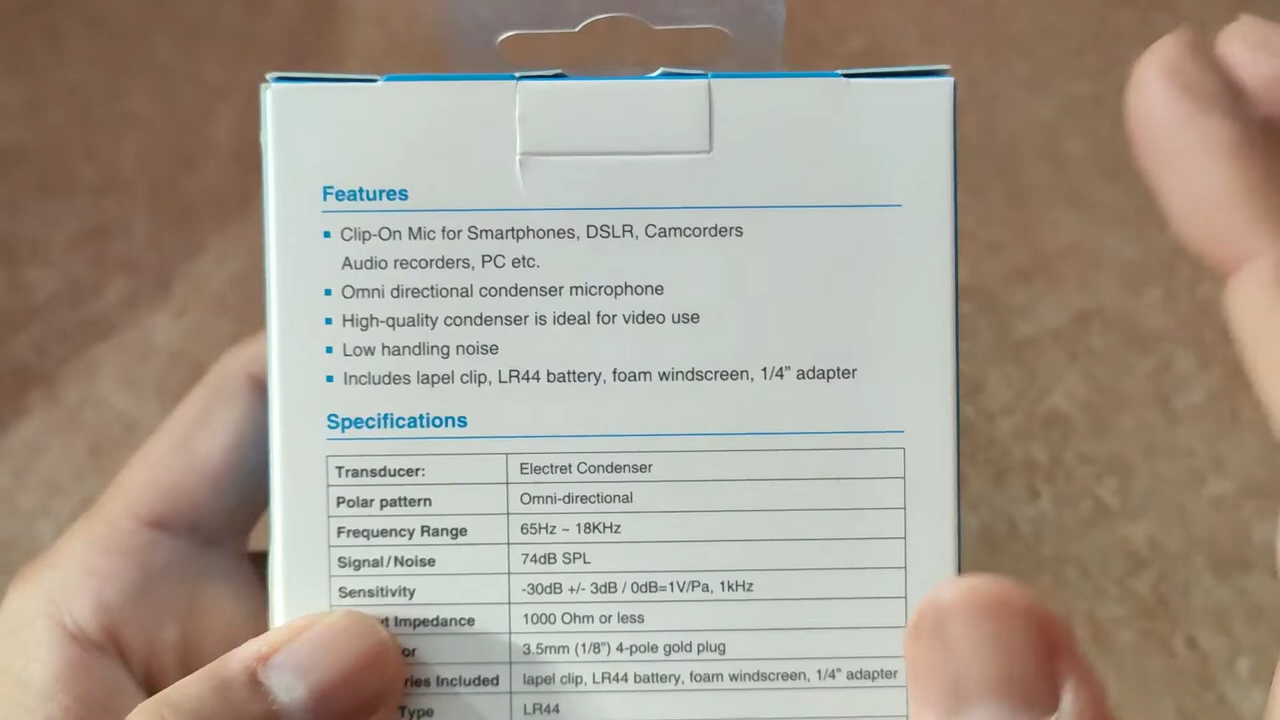 Features
Clip-On Mic for Smartphones, DSLR, Camcorders
Audio recorders, PC etc.
Omni directional condenser microphone
High-quality condenser is ideal for video use
Low handling noise
Includes lapel clip, LR44 battery, foam windscreen, 1/4” adapter
Specifications
Transducer: Electret Condenser
Polar pattern Omni-directional
Frequency Range 65Hz ~ 18KHz
Signal/Noise 74dB SPL
Sensitivity -30dB +/- 3dB / 0dB=1V/Pa, 1kHz
Impedance 1000 Ohm or less
3.5mm (1/8") 4-pole gold plug
Included lapel clip, LR44 battery, foam windscreen, 1/4” adapter
Type LR44